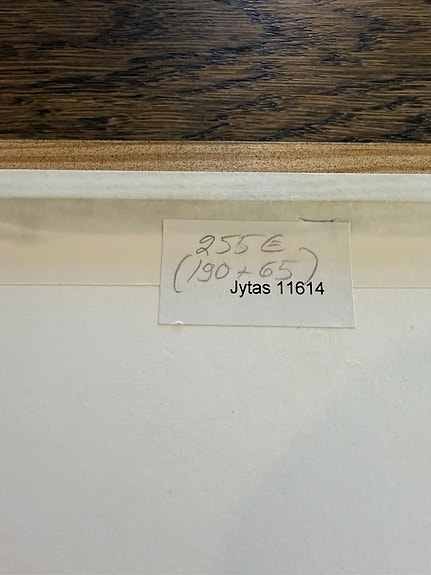 255 €
(190 + 65)
Jytas 11614